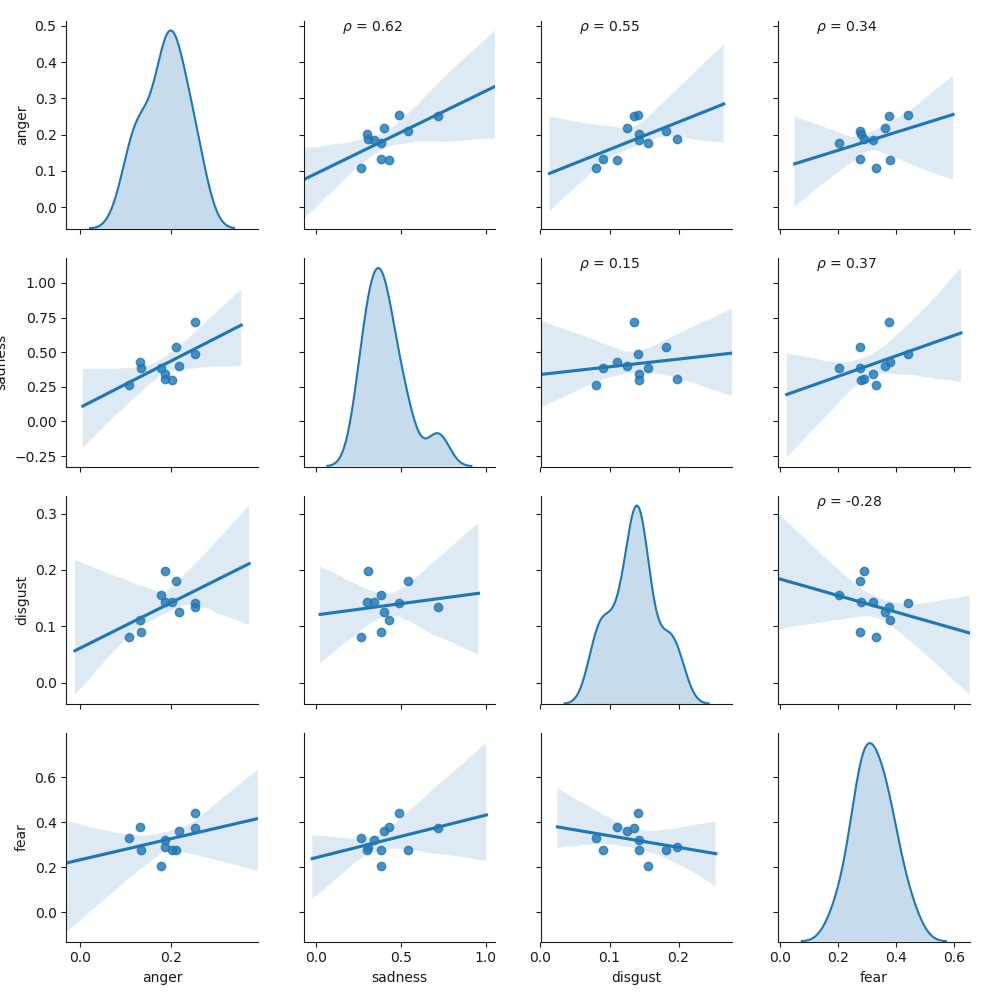 0.5
ρ = 0.62
ρ = 0.55
ρ = 0.34
0.4
0.3
anger
0.2
0.1
0.0
ρ = 0.15
ρ = 0.37
1.00
0.75
0.50
sadness
0.25
0.00
−0.25
ρ = -0.28
0.3
0.2
disgust
0.1
0.0
0.6
0.4
fear
0.2
0.0
0.0 0.2 0.0 0.5 1.0 0.0 0.1 0.2 0.0 0.2 0.4 0.6
anger sadness disgust fear